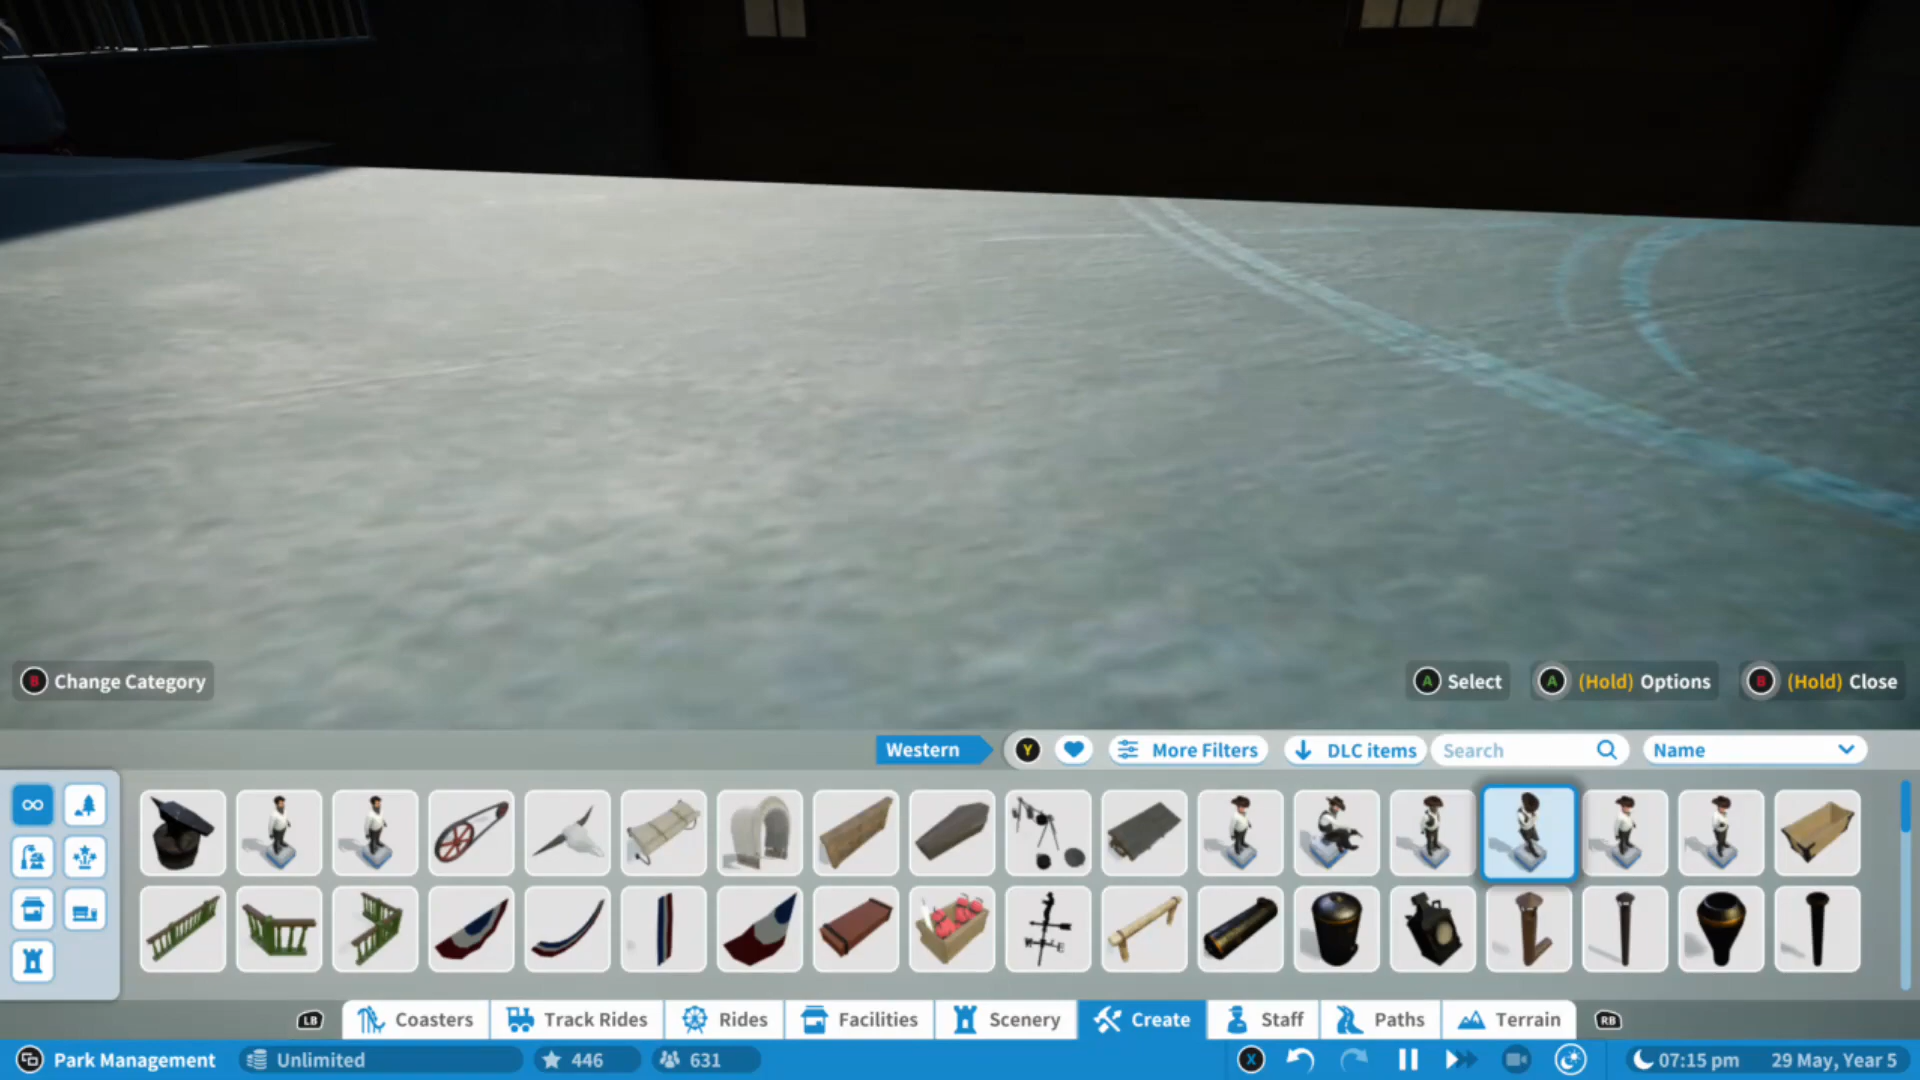 B Change Category
A Select A (Hold) Options B (Hold) Close
Western Y More Filters DLC items Search Name
LB Coasters Track Rides Rides Facilities Scenery Create Staff Paths Terrain RB
Park Management Unlimited 446 631 X 07:15 pm 29 May, Year 5